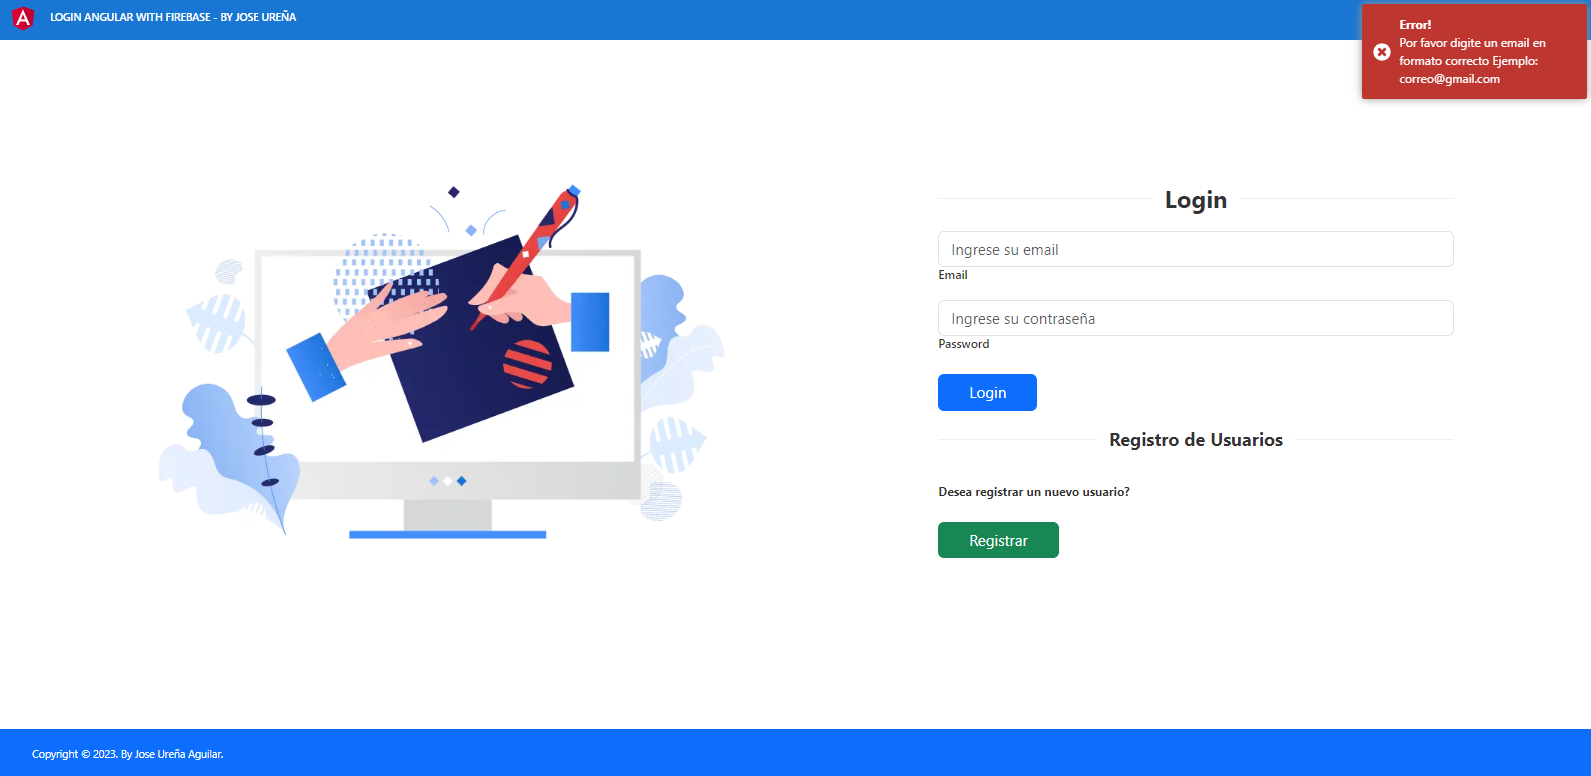 LOGIN ANGULAR WITH FIREBASE - BY JOSE UREÑA
Error!
Por favor digite un email en
formato correcto Ejemplo:
correo@gmail.com
Login
Ingrese su email
Email
Ingrese su contraseña
Password
Login
Registro de Usuarios
Desea registrar un nuevo usuario?
Registrar
Copyright © 2023. By Jose Ureña Aguilar.